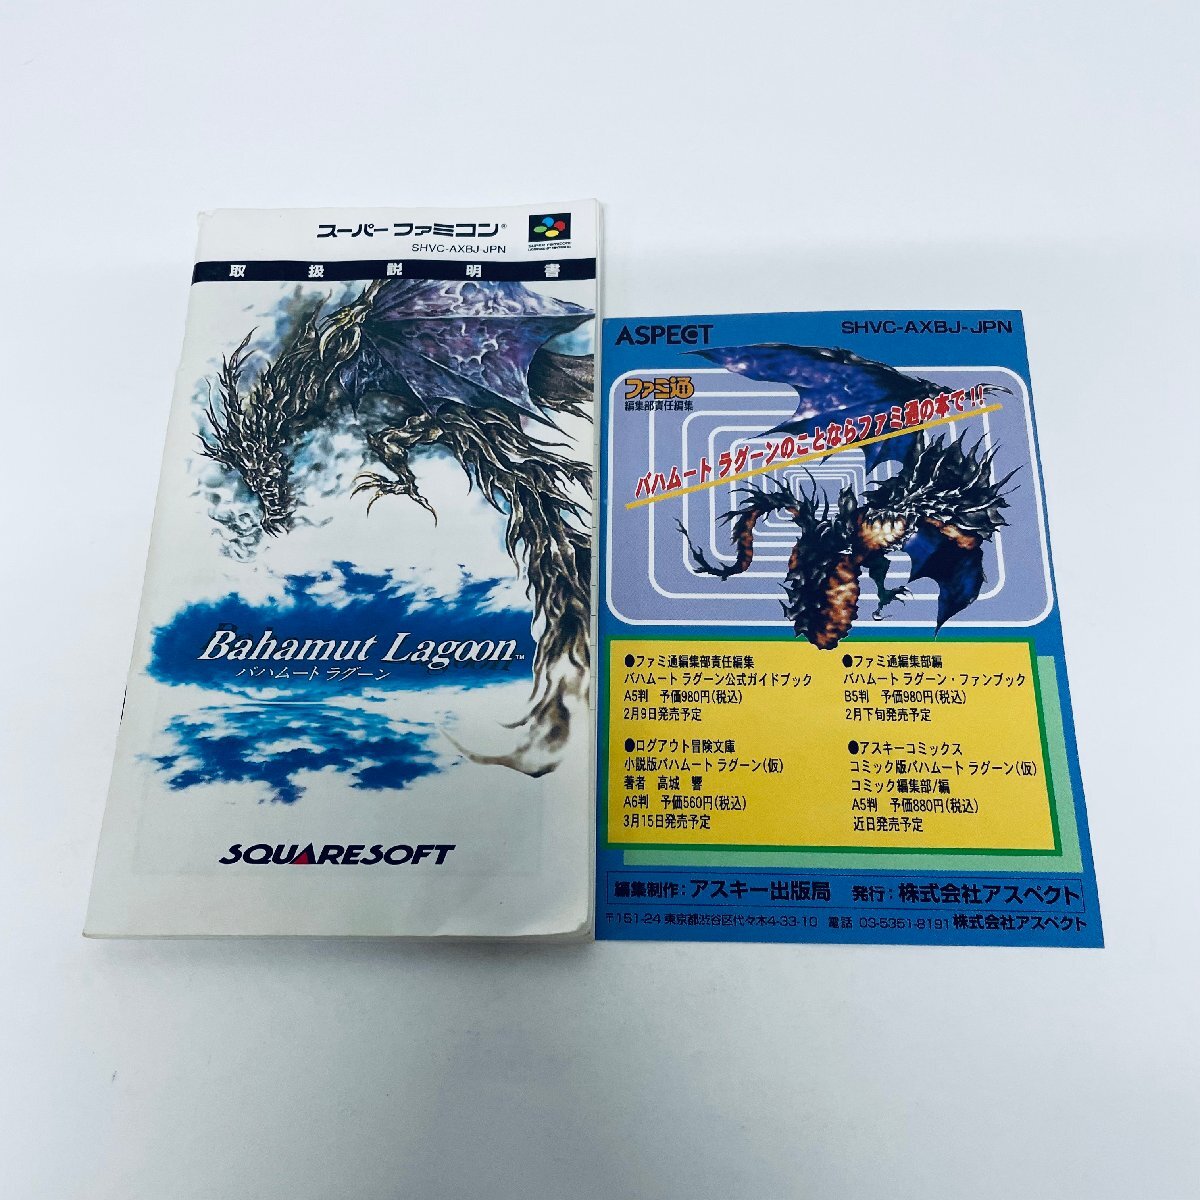 スーパーファミコン®
SHVC-AXBJ-JPN
取扱説明書
Bahamut Lagoon™
バハムート ラグーン
SQUARESOFT
ASPECT
SHVC-AXBJ-JPN
ファミ通
編集部責任編集
バハムート ラグーンのことならファミ通の本で!!
●ファミ通編集部責任編集
バハムート ラグーン公式ガイドブック
A5判 予価980円(税込)
2月9日発売予定
●ファミ通編集部編
バハムート ラグーン・ファンブック
B5判 予価980円(税込)
2月下旬発売予定
●ログアウト冒険文庫
小説版バハムート ラグーン(仮)
著者 高城 響
A6判 予価560円(税込)
3月15日発売予定
●アスキーコミックス
コミック版バハムート ラグーン(仮)
コミック編集部/編
A5判 予価880円(税込)
近日発売予定
編集制作:アスキー出版局 発行:株式会社アスペクト
〒151-24 東京都渋谷区代々木4-33-10 電話 03-5351-8191 株式会社アスペクト